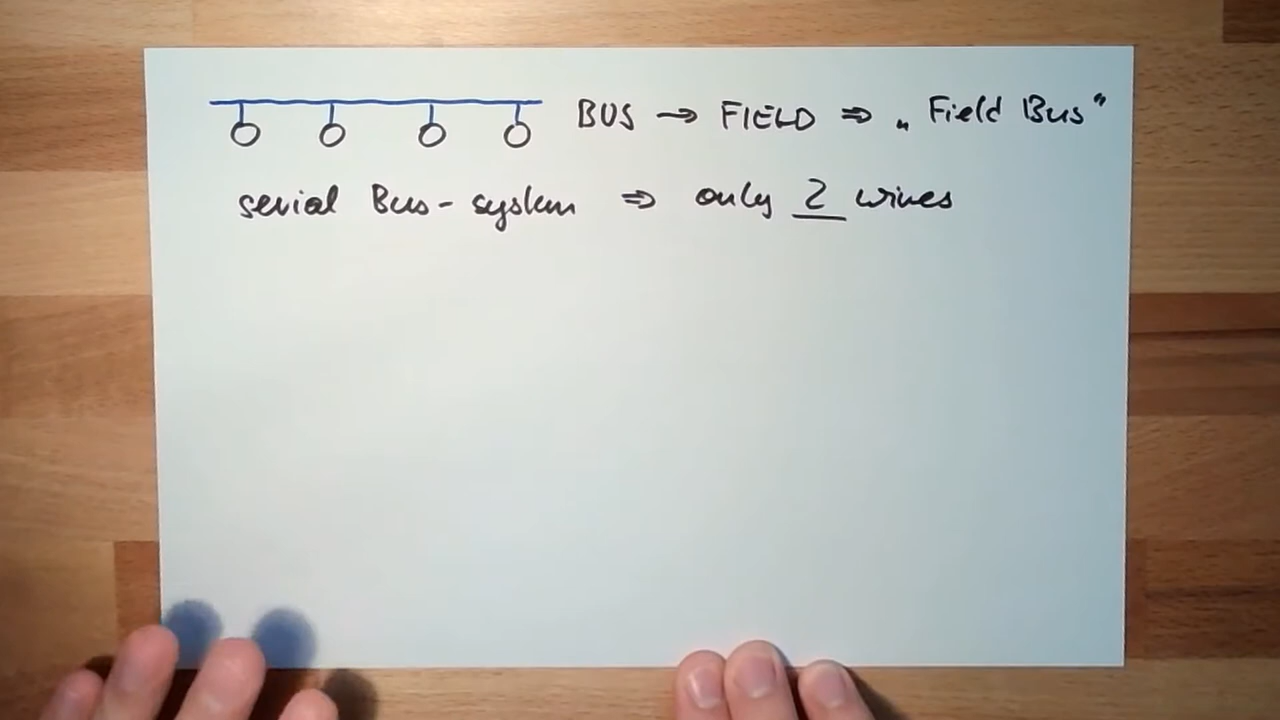 BUS → FIELD ⇒ „Field Bus"
serial Bus-system ⇒ only 2 wires